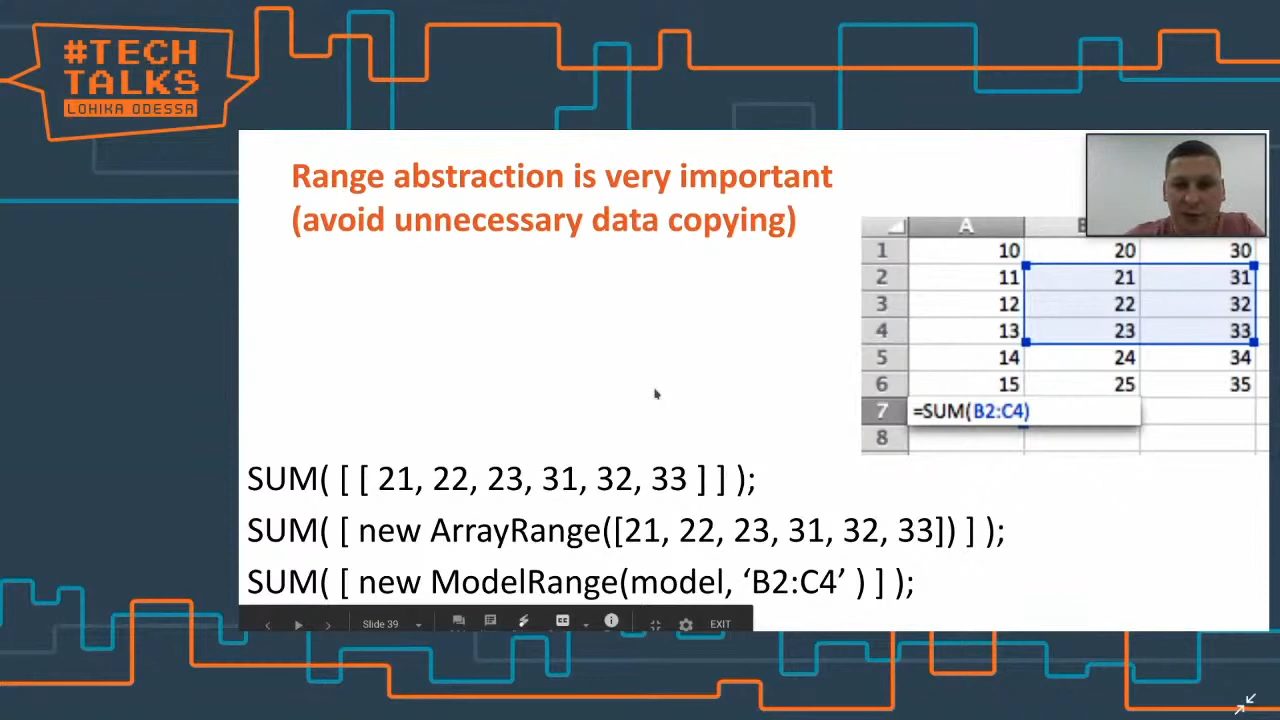 #TECH
TALKS
LOHIKA ODESSA
Range abstraction is very important
(avoid unnecessary data copying)
A
1 10 20 30
2 11 21 31
3 12 22 32
4 13 23 33
5 14 24 34
6 15 25 35
7 =SUM(B2:C4)
8
SUM( [ [ 21, 22, 23, 31, 32, 33 ] ] );
SUM( [ new ArrayRange([21, 22, 23, 31, 32, 33]) ] );
SUM( [ new ModelRange(model, ‘B2:C4’ ) ] );
Slide 39 CC EXIT